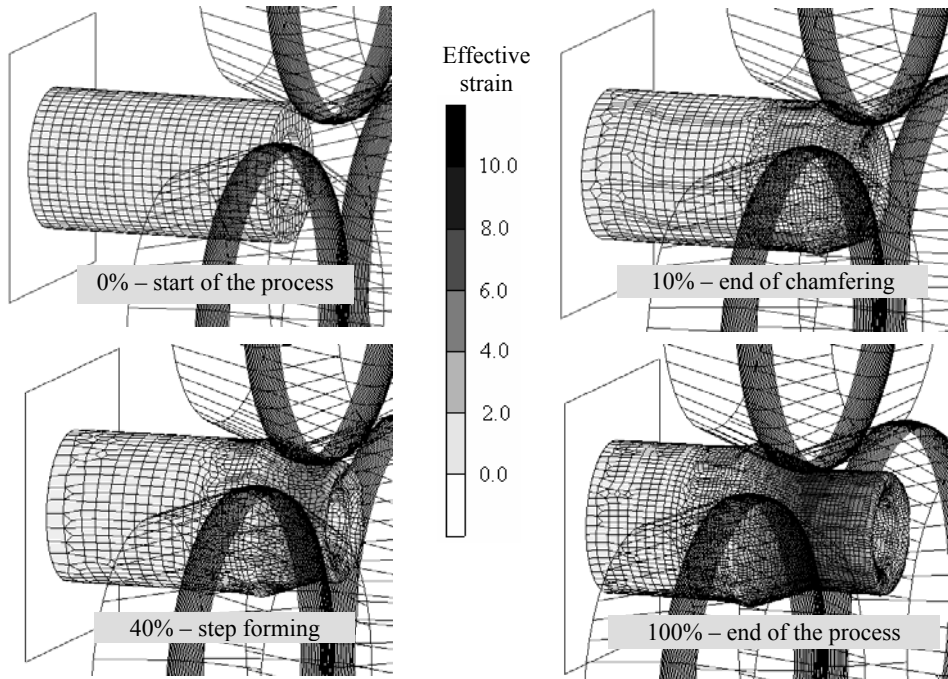 Effective
strain
10.0
8.0
6.0
4.0
2.0
0.0
0% – start of the process
10% – end of chamfering
40% – step forming
100% – end of the process